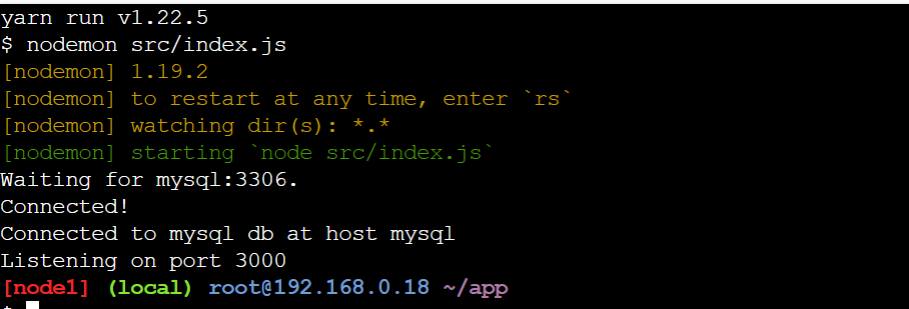 yarn run v1.22.5
$ nodemon src/index.js
[nodemon] 1.19.2
[nodemon] to restart at any time, enter `rs`
[nodemon] watching dir(s): *.*
[nodemon] starting `node src/index.js`
Waiting for mysql:3306.
Connected!
Connected to mysql db at host mysql
Listening on port 3000
[node1] (local) root@192.168.0.18 ~/app